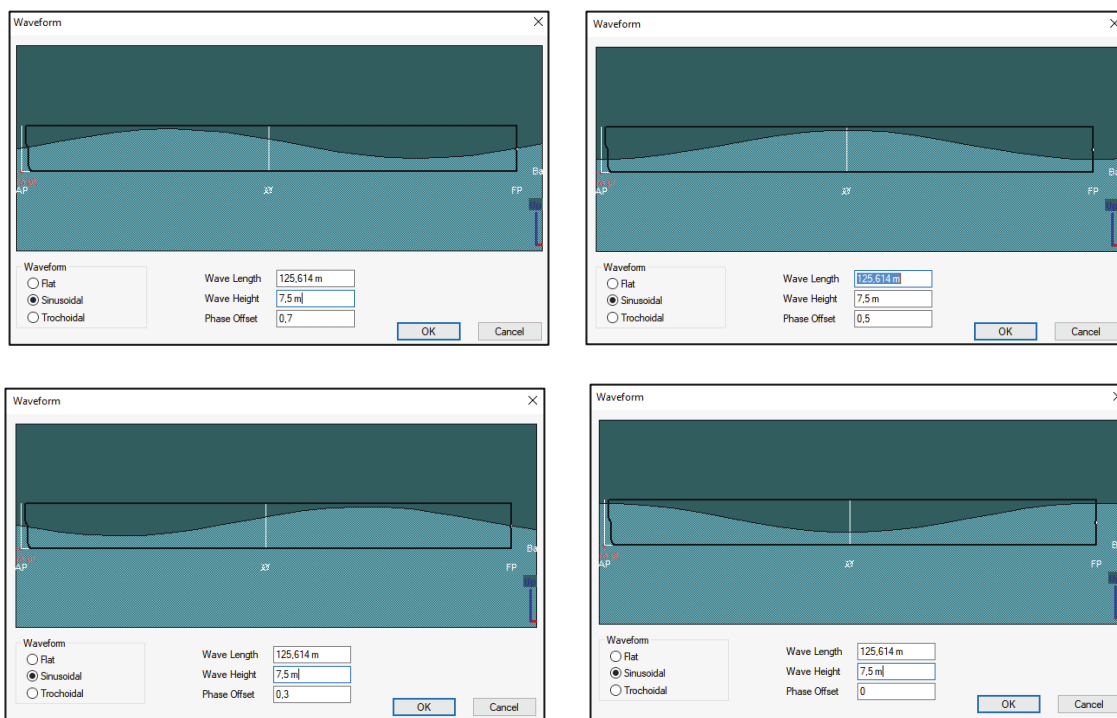 Waveform
AP
FP
Ba
Up
Waveform
Flat
Sinusoidal
Trochoidal
Wave Length 125,614 m
Wave Height 7,5 m
Phase Offset 0,7
OK Cancel
Waveform
AP
FP
Ba
Waveform
Flat
Sinusoidal
Trochoidal
Wave Length 125,614 m
Wave Height 7,5 m
Phase Offset 0,5
OK Cancel
Waveform
AP
FP
Ba
Waveform
Flat
Sinusoidal
Trochoidal
Wave Length 125,614 m
Wave Height 7,5 m
Phase Offset 0,3
OK Cancel
Waveform
AP
FP
B
Waveform
Flat
Sinusoidal
Trochoidal
Wave Length 125,614 m
Wave Height 7,5 m
Phase Offset 0
OK Cancel